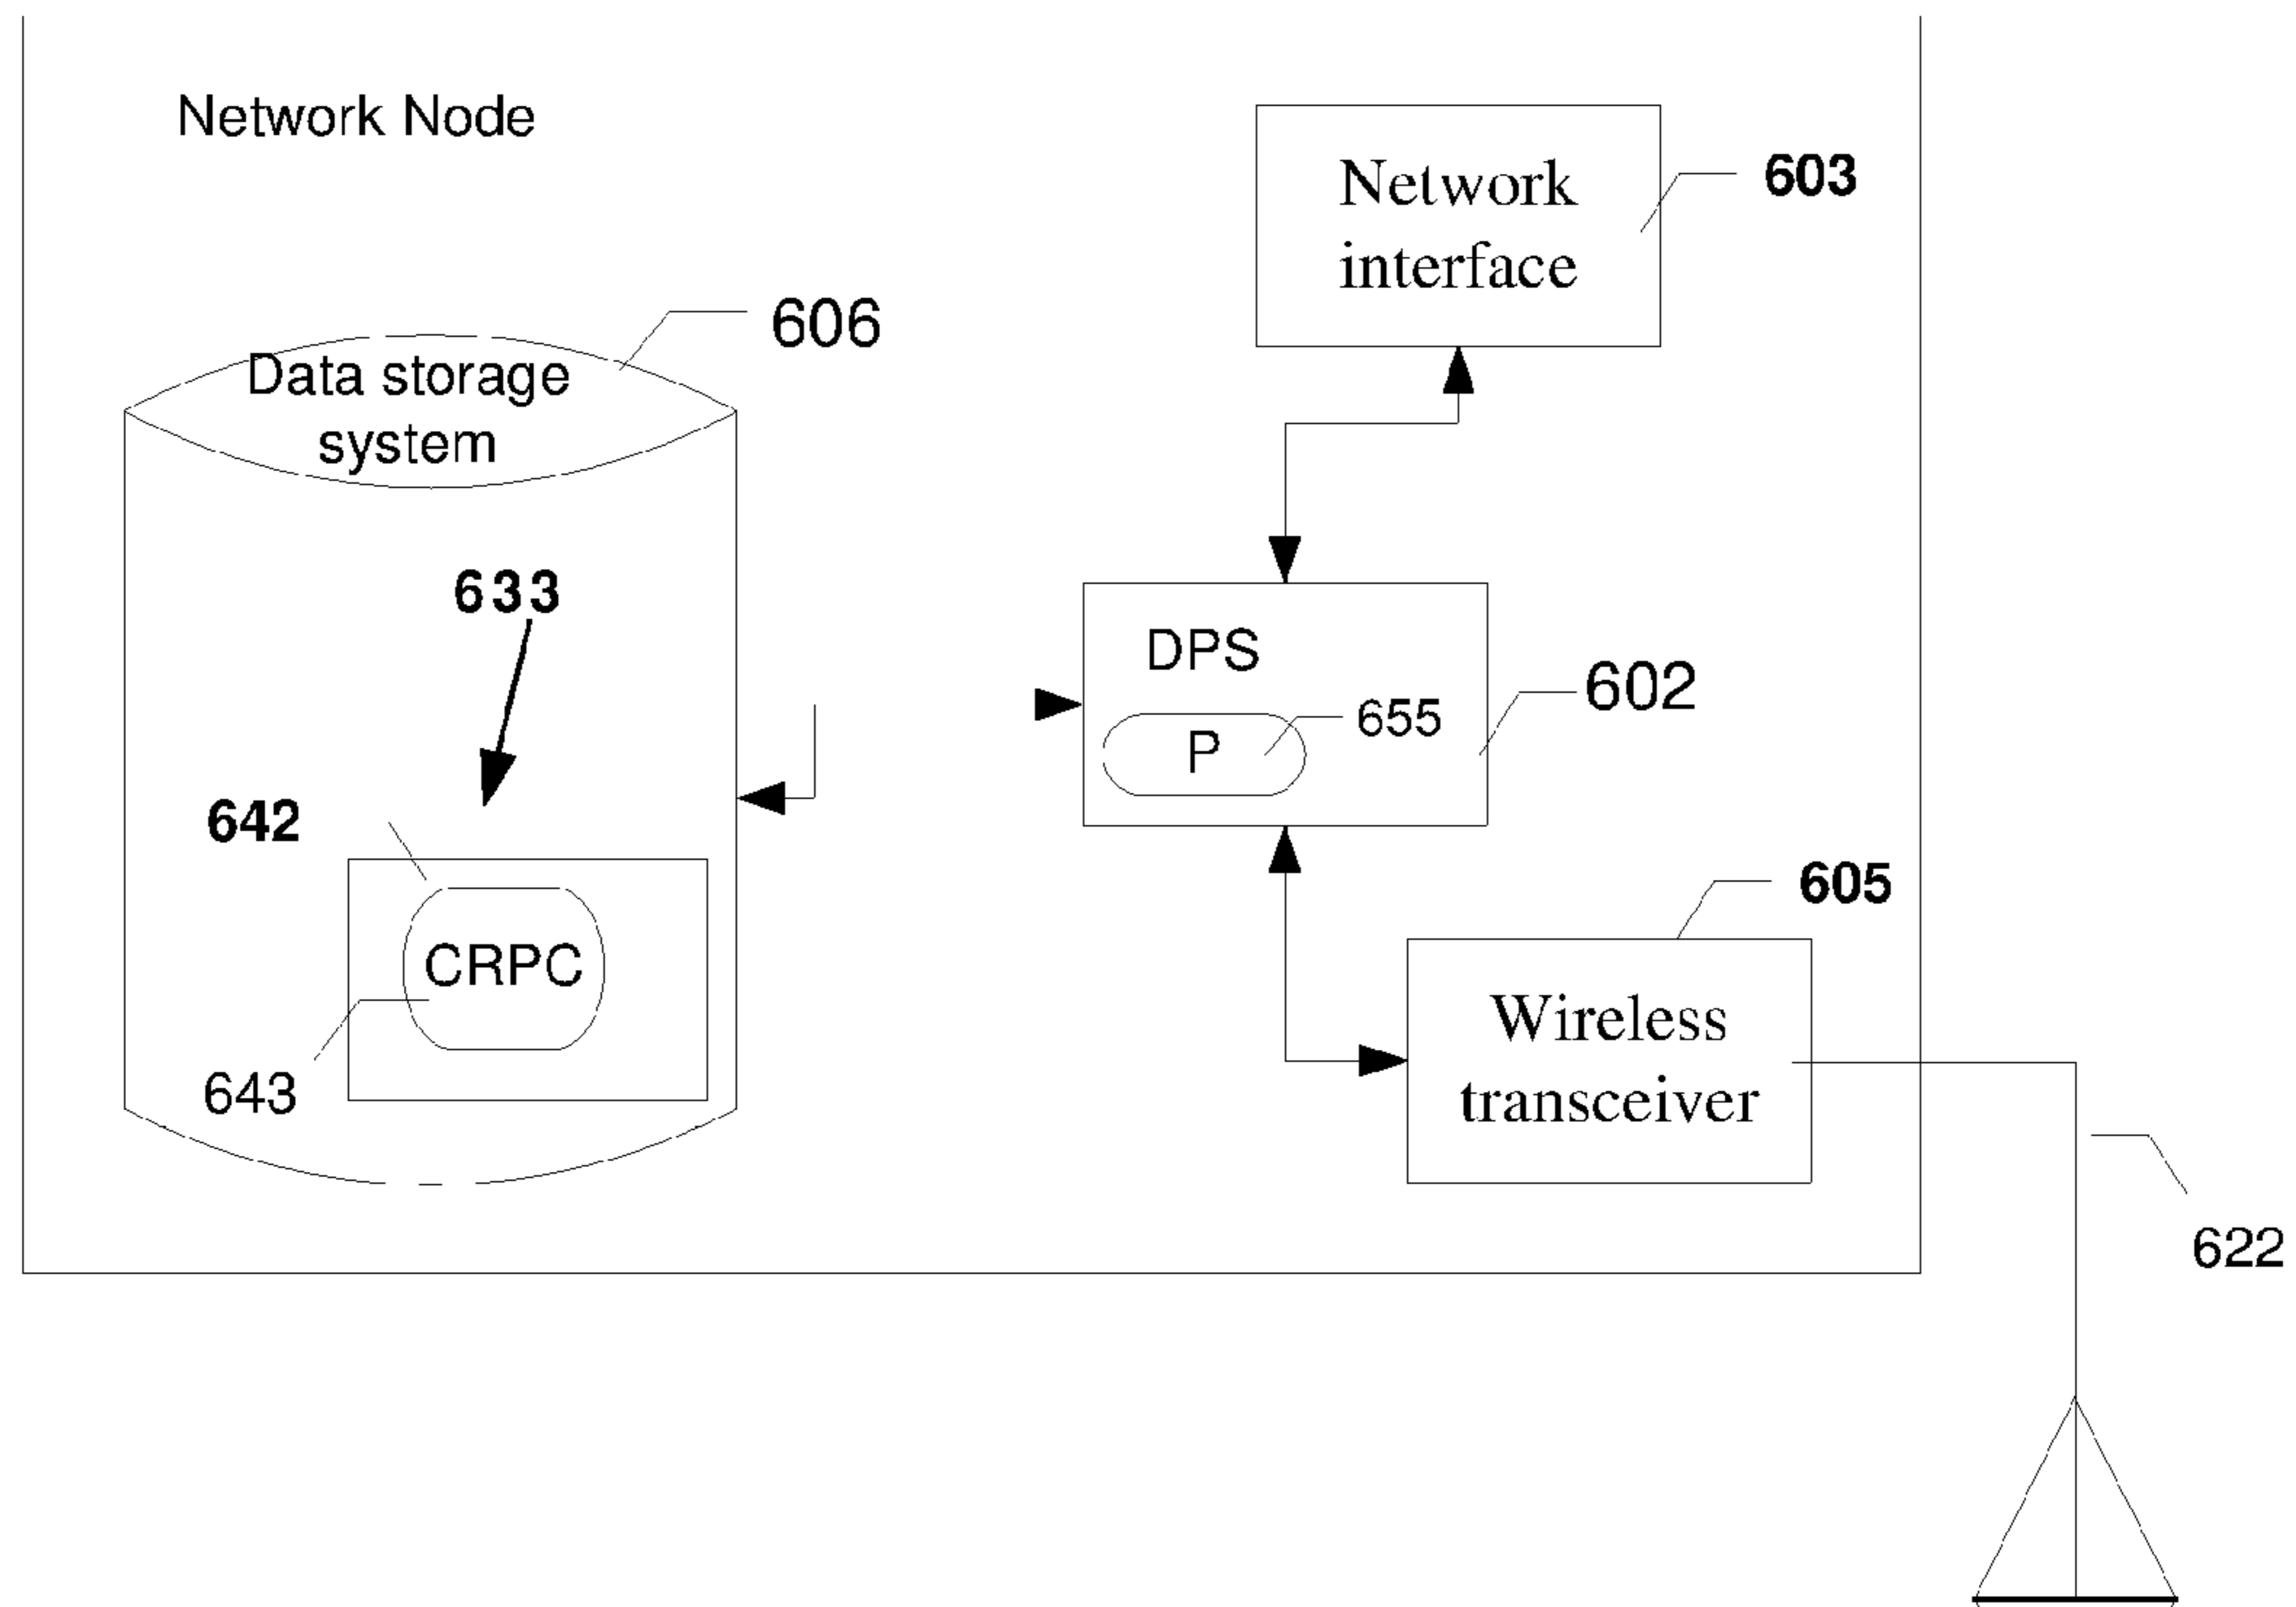 Network Node
Network
interface
603
606
Data storage
system
633
DPS
602
655
P
642
605
CRPC
Wireless
transceiver
643
622